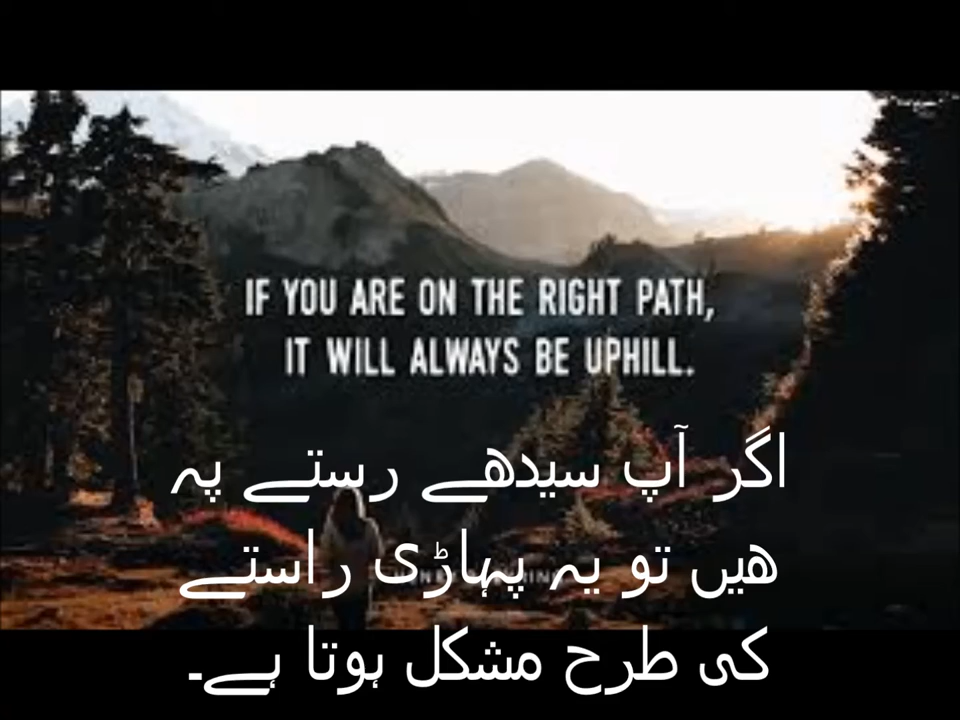 IF YOU ARE ON THE RIGHT PATH,
IT WILL ALWAYS BE UPHILL.
اگر آپ سیدھے رستے پہ
ھیں تو یہ پہاڑی راستے
کی طرح مشکل ہوتا ہے۔